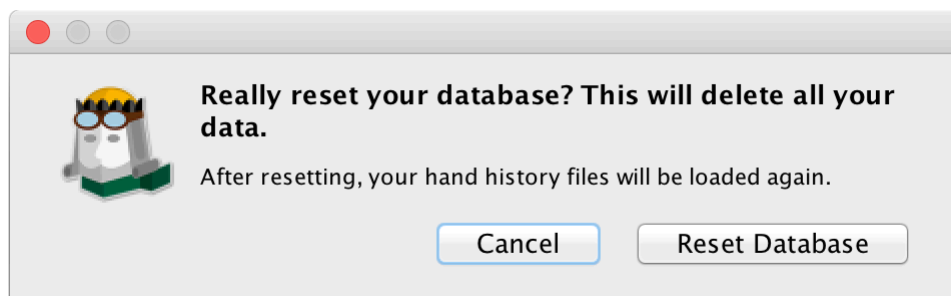 Really reset your database? This will delete all your
data.
After resetting, your hand history files will be loaded again.
Cancel
Reset Database